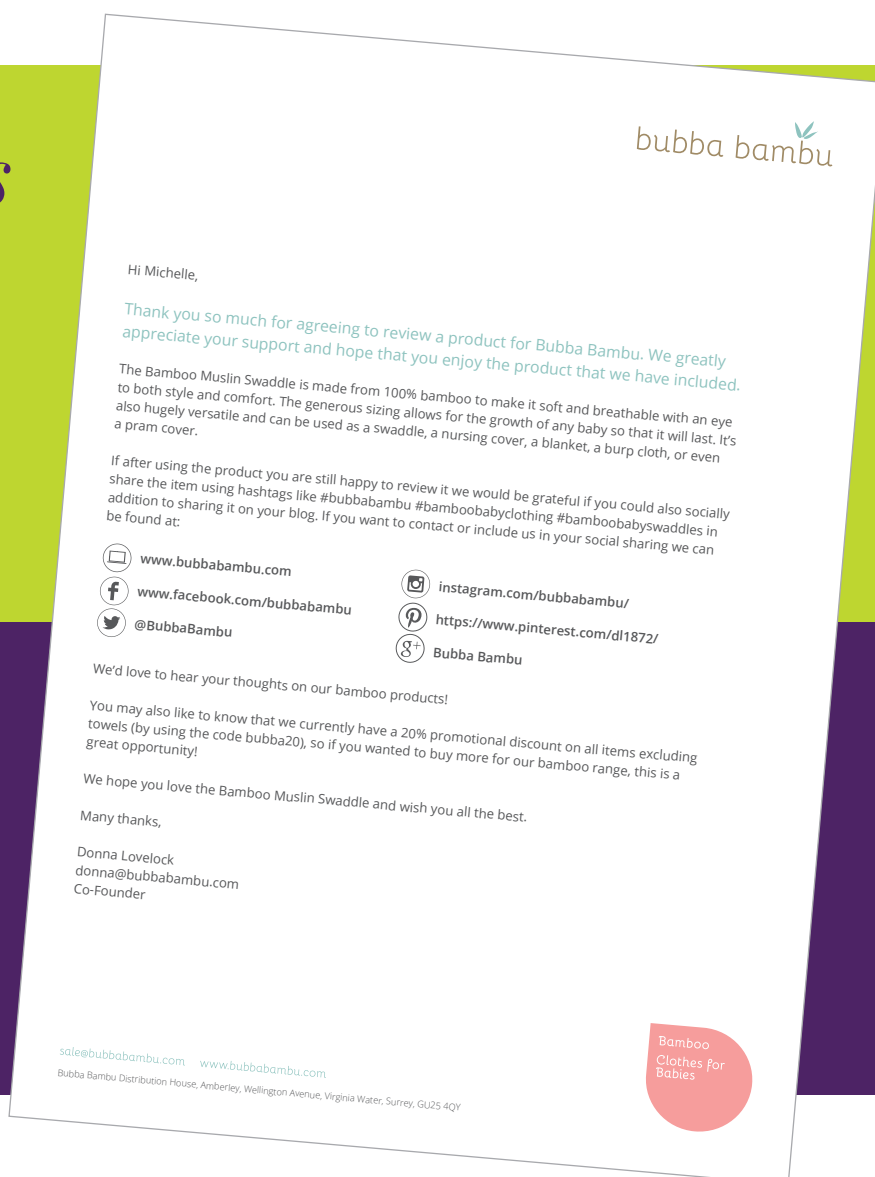 s
bubba bambu
Hi Michelle,
Thank you so much for agreeing to review a product for Bubba Bambu. We greatly
appreciate your support and hope that you enjoy the product that we have included.
The Bamboo Muslin Swaddle is made from 100% bamboo to make it soft and breathable with an eye
to both style and comfort. The generous sizing allows for the growth of any baby so that it will last. It's
also hugely versatile and can be used as a swaddle, a nursing cover, a blanket, a burp cloth, or even
a pram cover.
If after using the product you are still happy to review it we would be grateful if you could also socially
share the item using hashtags like #bubbabambu #bamboobabyclothing #bamboobabyswaddles in
addition to sharing it on your blog. If you want to contact or include us in your social sharing we can
be found at:
www.bubbabambu.com
www.facebook.com/bubbabambu
@BubbaBambu
instagram.com/bubbabambu/
https://www.pinterest.com/dl1872/
g+ Bubba Bambu
We'd love to hear your thoughts on our bamboo products!
You may also like to know that we currently have a 20% promotional discount on all items excluding
towels (by using the code bubba20), so if you wanted to buy more for our bamboo range, this is a
great opportunity!
We hope you love the Bamboo Muslin Swaddle and wish you all the best.
Many thanks,
Donna Lovelock
donna@bubbabambu.com
Co-Founder
sale@bubbabambu.com www.bubbabambu.com
Bubba Bambu Distribution House, Amberley, Wellington Avenue, Virginia Water, Surrey, GU25 4QY
Bamboo
Clothes for
Babies